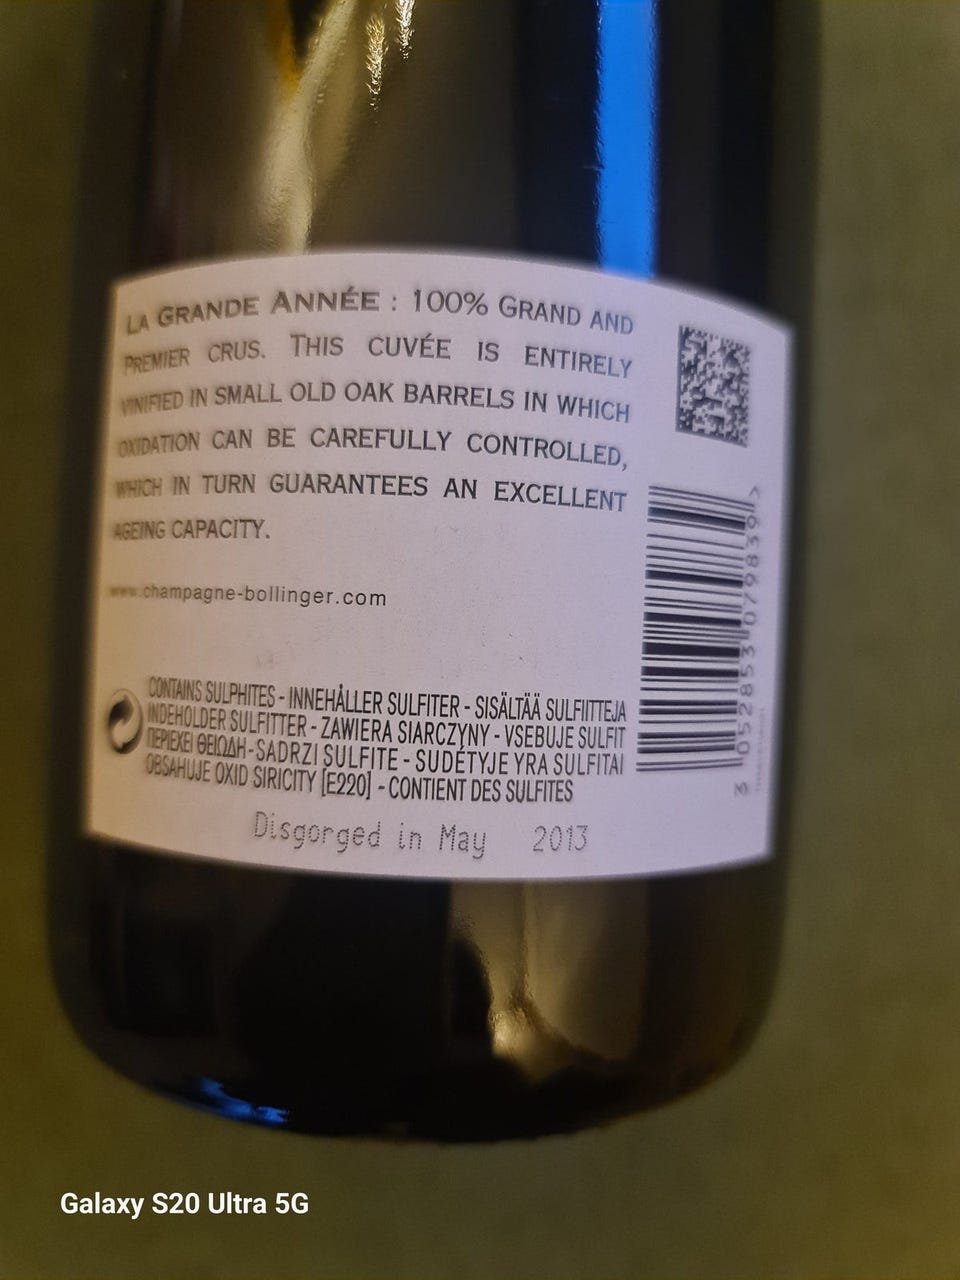 LA GRANDE ANNÉE : 100% GRAND AND
PREMIER CRUS. THIS CUVÉE IS ENTIRELY
VINIFIED IN SMALL OLD OAK BARRELS IN WHICH
OXIDATION CAN BE CAREFULLY CONTROLLED,
WHICH IN TURN GUARANTEES AN EXCELLENT
AGEING CAPACITY.
www.champagne-bollinger.com
CONTAINS SULPHITES - INNEHÅLLER SULFITER - SISÄLTÄÄ SULFIITTEJA
INDEHOLDER SULFITTER - ZAWIERA SIARCZYNY - VSEBUJE SULFIT
ΠΕΡΙΕΧΕΙ ΘΕΙΩΔΗ - SADRZI SULFITE - SUDĖTYJE YRA SULFITAI
OBSAHUJE OXID SIRICITY [E220] - CONTIENT DES SULFITES
Disgorged in May 2013
3 052853 079839 >
Galaxy S20 Ultra 5G